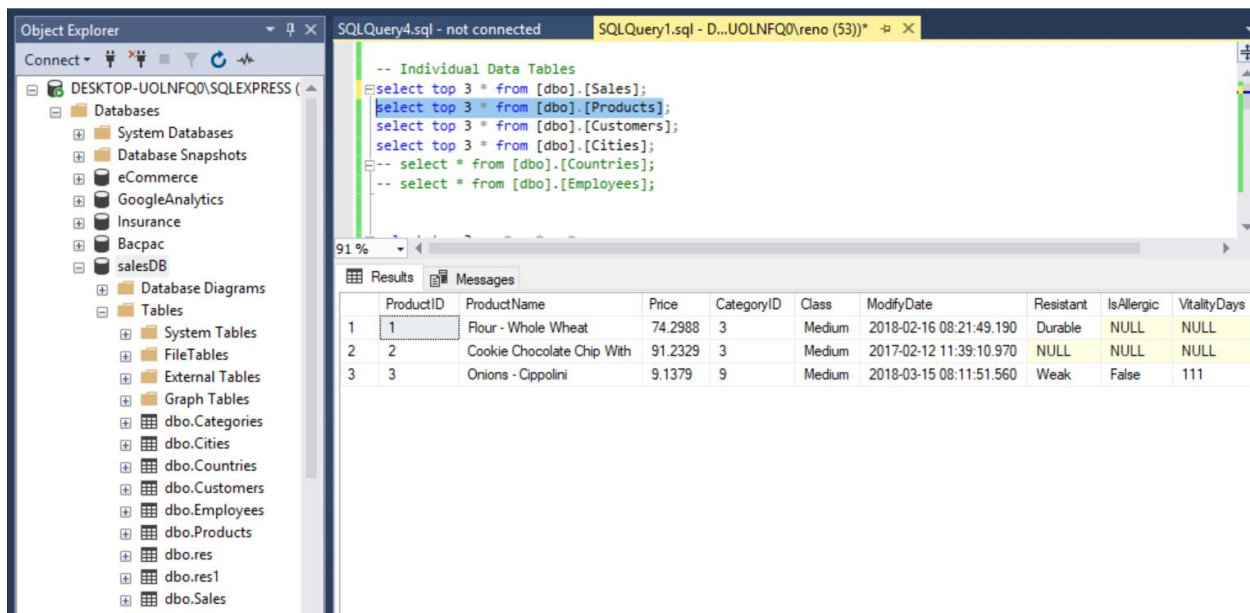 Object Explorer
Connect
DESKTOP-UOLNFQ0\SQLEXPRESS (
Databases
System Databases
Database Snapshots
eCommerce
GoogleAnalytics
Insurance
Bacpac
salesDB
Database Diagrams
Tables
System Tables
FileTables
External Tables
Graph Tables
dbo.Categories
dbo.Cities
dbo.Countries
dbo.Customers
dbo.Employees
dbo.Products
dbo.res
dbo.res1
dbo.Sales
SQLQuery4.sql - not connected SQLQuery1.sql - D...UOLNFQ0\reno (53))*
-- Individual Data Tables
select top 3 * from [dbo].[Sales];
select top 3 * from [dbo].[Products];
select top 3 * from [dbo].[Customers];
select top 3 * from [dbo].[Cities];
-- select * from [dbo].[Countries];
-- select * from [dbo].[Employees];
91 %
Results Messages
ProductID ProductName Price CategoryID Class ModifyDate Resistant IsAllergic VitalityDays
1 1 Flour - Whole Wheat 74.2988 3 Medium 2018-02-16 08:21:49.190 Durable NULL NULL
2 2 Cookie Chocolate Chip With 91.2329 3 Medium 2017-02-12 11:39:10.970 NULL NULL NULL
3 3 Onions - Cippolini 9.1379 9 Medium 2018-03-15 08:11:51.560 Weak False 111